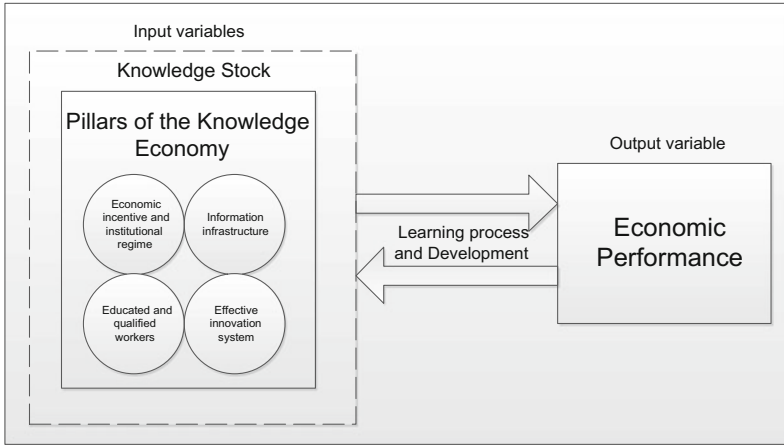 Input variables
Knowledge Stock
Pillars of the Knowledge
Economy
Economic
incentive and
institutional
regime
Information
infrastructure
Educated and
qualified
workers
Effective
innovation
system
Learning process
and Development
Output variable
Economic
Performance